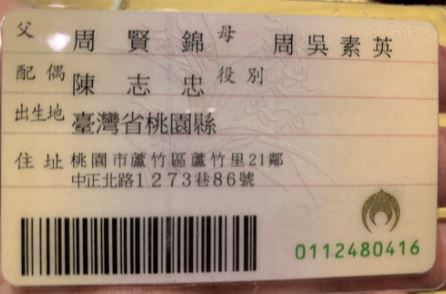 父 周賢錦 母 周吳素英
配偶 陳志忠 役別
出生地 臺灣省桃園縣
住址 桃園市蘆竹區蘆竹里21鄰
中正北路1273巷86號
0112480416